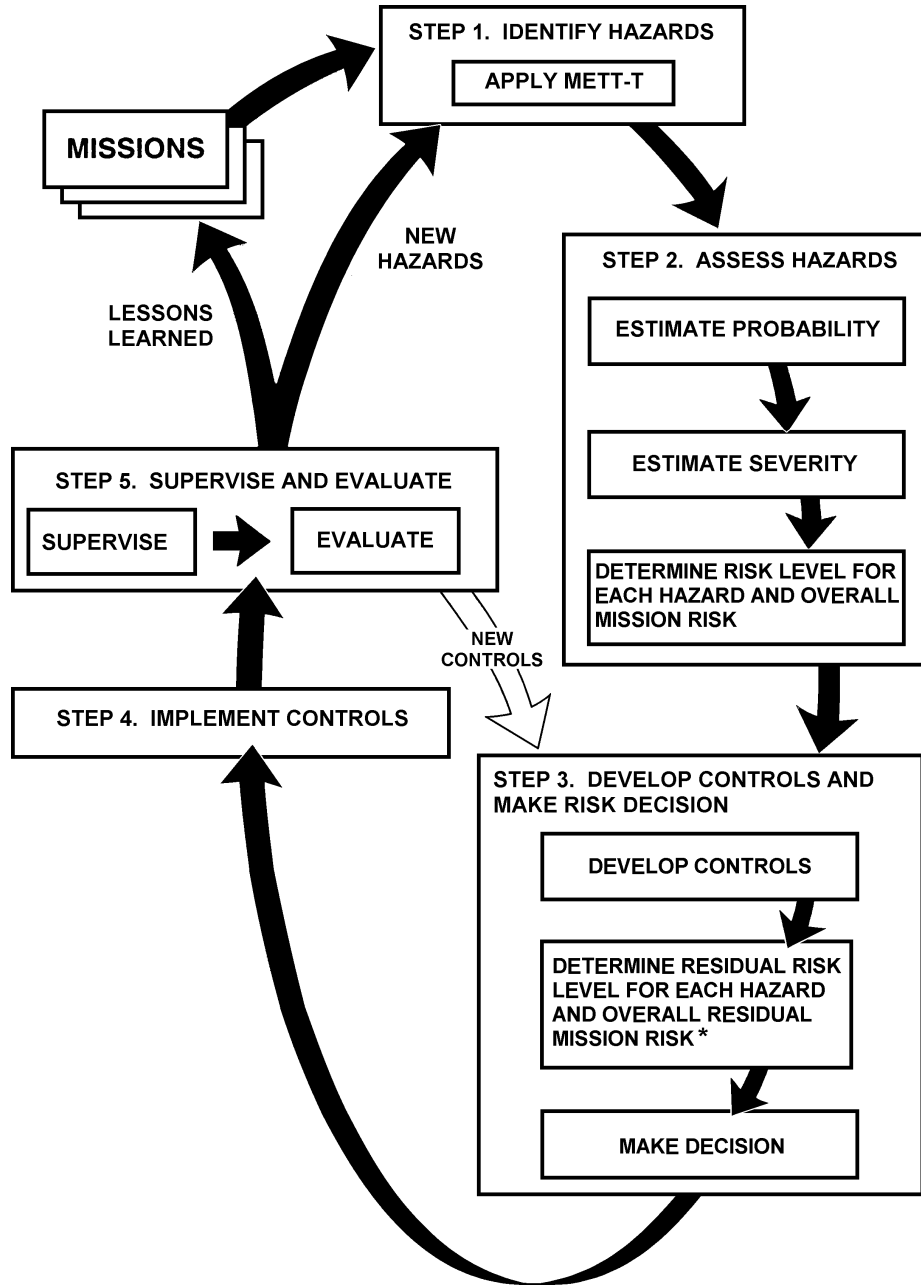 STEP 1. IDENTIFY HAZARDS
APPLY METT-T
MISSIONS
NEW
HAZARDS
LESSONS
LEARNED
STEP 2. ASSESS HAZARDS
ESTIMATE PROBABILITY
ESTIMATE SEVERITY
DETERMINE RISK LEVEL FOR
EACH HAZARD AND OVERALL
MISSION RISK
STEP 5. SUPERVISE AND EVALUATE
SUPERVISE
EVALUATE
NEW
CONTROLS
STEP 4. IMPLEMENT CONTROLS
STEP 3. DEVELOP CONTROLS AND
MAKE RISK DECISION
DEVELOP CONTROLS
DETERMINE RESIDUAL RISK
LEVEL FOR EACH HAZARD
AND OVERALL RESIDUAL
MISSION RISK*
MAKE DECISION